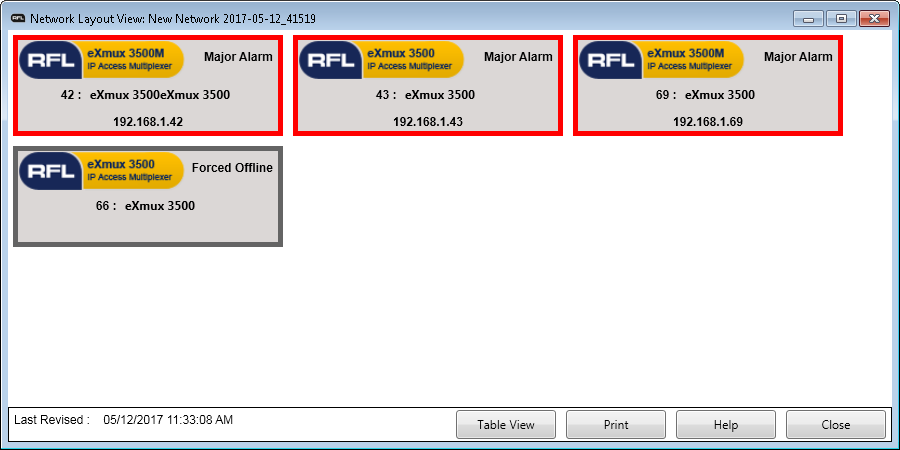 RFL Network Layout View: New Network 2017-05-12_41519
RFL eXmux 3500M IP Access Multiplexer Major Alarm
42 : eXmux 3500eXmux 3500
192.168.1.42
RFL eXmux 3500 IP Access Multiplexer Major Alarm
43 : eXmux 3500
192.168.1.43
RFL eXmux 3500M IP Access Multiplexer Major Alarm
69 : eXmux 3500
192.168.1.69
RFL eXmux 3500 IP Access Multiplexer Forced Offline
66 : eXmux 3500
Last Revised : 05/12/2017 11:33:08 AM
Table View Print Help Close